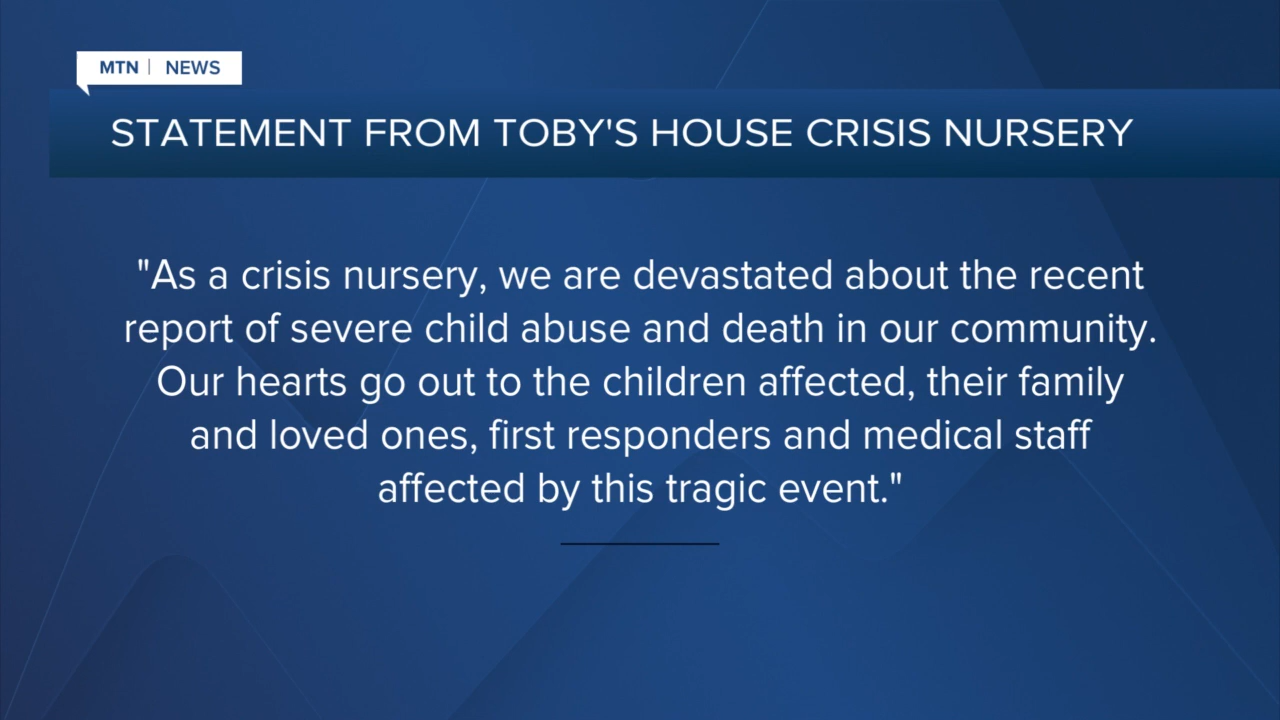 MTN | NEWS
STATEMENT FROM TOBY'S HOUSE CRISIS NURSERY
"As a crisis nursery, we are devastated about the recent
report of severe child abuse and death in our community.
Our hearts go out to the children affected, their family
and loved ones, first responders and medical staff
affected by this tragic event."